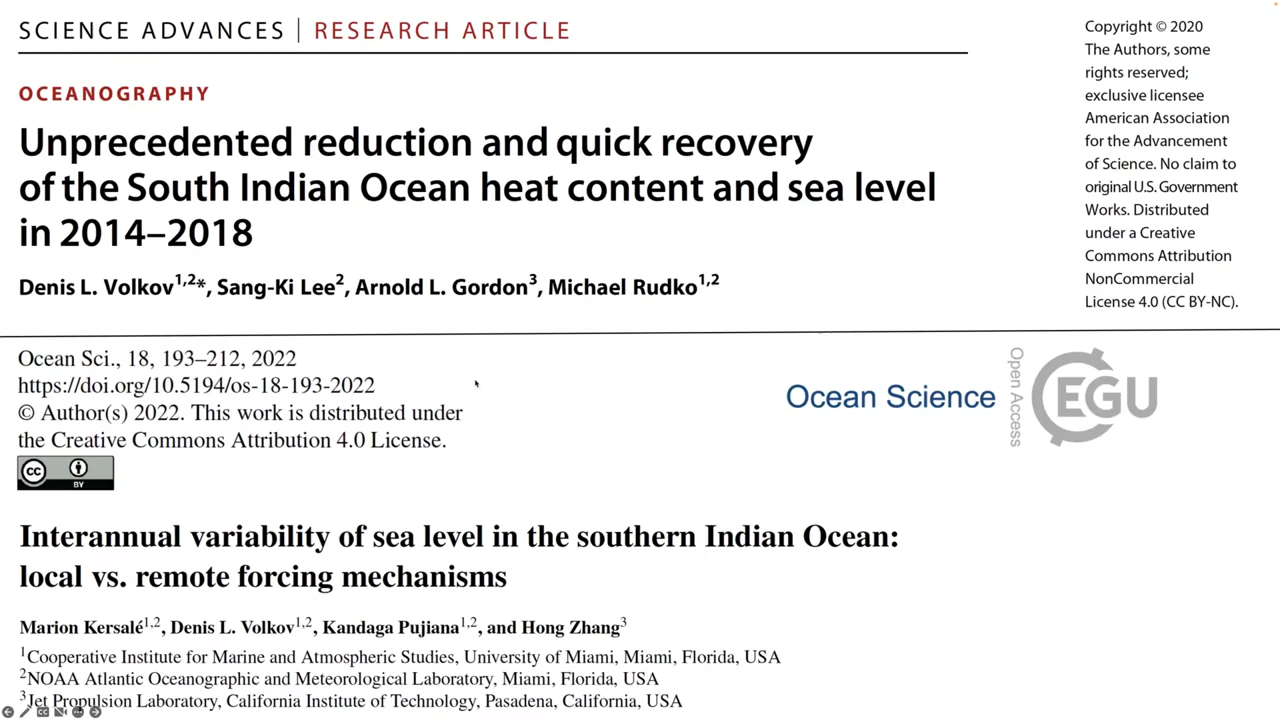 SCIENCE ADVANCES | RESEARCH ARTICLE
OCEANOGRAPHY
Unprecedented reduction and quick recovery
of the South Indian Ocean heat content and sea level
in 2014–2018
Denis L. Volkov1,2*, Sang-Ki Lee2, Arnold L. Gordon3, Michael Rudko1,2
Copyright © 2020
The Authors, some
rights reserved;
exclusive licensee
American Association
for the Advancement
of Science. No claim to
original U.S. Government
Works. Distributed
under a Creative
Commons Attribution
NonCommercial
License 4.0 (CC BY-NC).
Ocean Sci., 18, 193–212, 2022
https://doi.org/10.5194/os-18-193-2022
© Author(s) 2022. This work is distributed under
the Creative Commons Attribution 4.0 License.
cc
BY
Ocean Science
Open Access
EGU
Interannual variability of sea level in the southern Indian Ocean:
local vs. remote forcing mechanisms
Marion Kersalé1,2, Denis L. Volkov1,2, Kandaga Pujiana1,2, and Hong Zhang3
1Cooperative Institute for Marine and Atmospheric Studies, University of Miami, Miami, Florida, USA
2NOAA Atlantic Oceanographic and Meteorological Laboratory, Miami, Florida, USA
3Jet Propulsion Laboratory, California Institute of Technology, Pasadena, California, USA